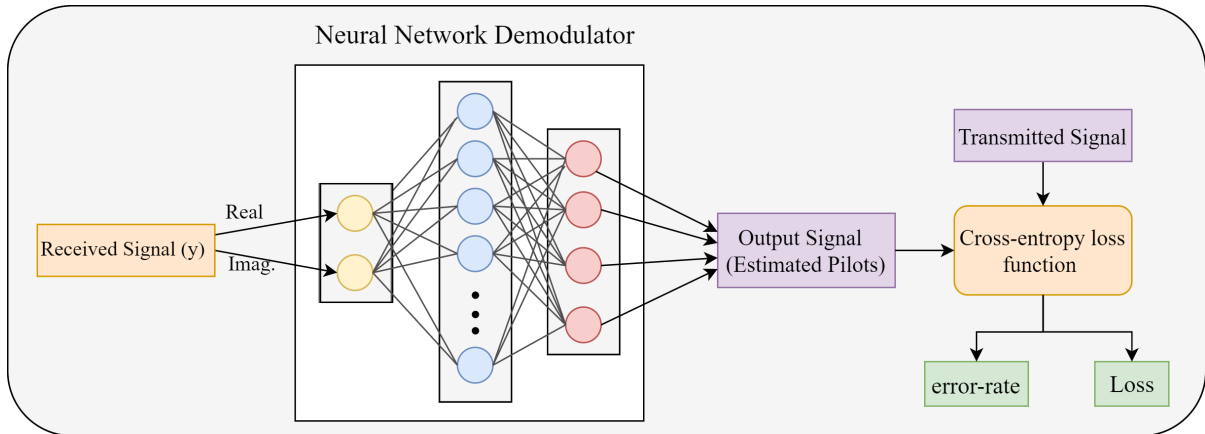 Neural Network Demodulator
Received Signal (y)
Real
Imag.
Output Signal
(Estimated Pilots)
Transmitted Signal
Cross-entropy loss
function
error-rate
Loss